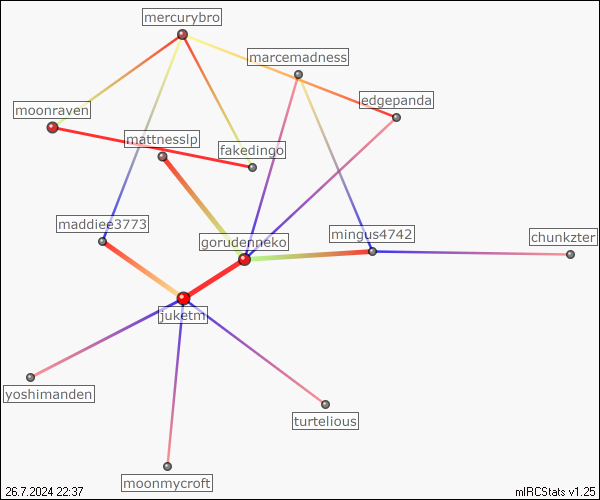 mercurybro
marcemadness
edgepanda
moonraven
mattnesslp
fakedingo
maddiee3773
gorudenneko
mingus4742
chunkzter
juketm
yoshimanden
turtelious
moonmycroft
26.7.2024 22:37
mIRCStats v1.25